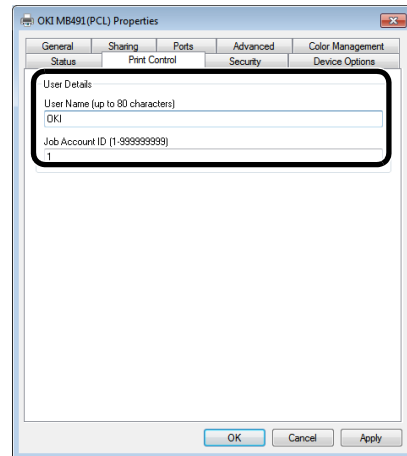 OKI MB491(PCL) Properties
General Sharing Ports Advanced Color Management
Status Print Control Security Device Options
User Details
User Name (up to 80 characters)
OKI
Job Account ID (1-999999999)
1
OK Cancel Apply